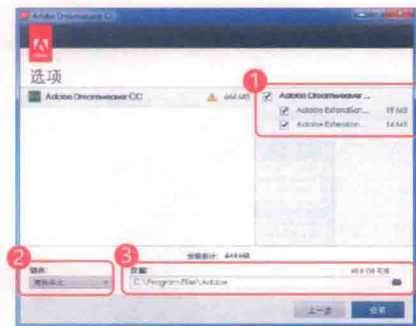 Adobe Dreamweaver CC
Adobe
选项
Adobe Dreamweaver CC 644 MB
1
Adobe Dreamweaver ...
Adobe Extension...
Adobe Extension...
2
语言:
3
位置:
C:\Program Files\Adobe
上一步
安装